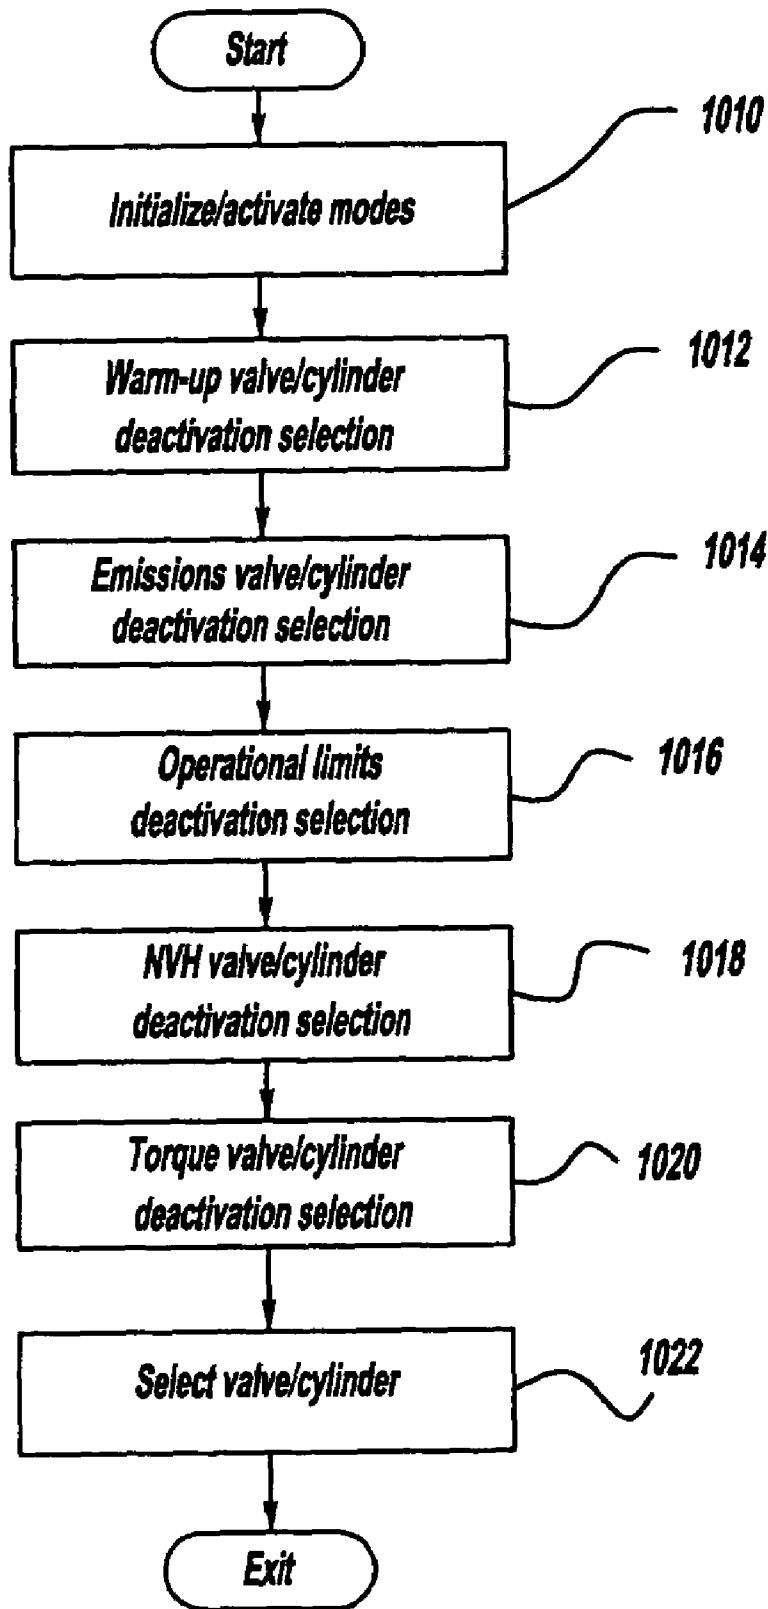 Start
1010
Initialize/activate modes
1012
Warm-up valve/cylinder
deactivation selection
1014
Emissions valve/cylinder
deactivation selection
1016
Operational limits
deactivation selection
1018
NVH valve/cylinder
deactivation selection
1020
Torque valve/cylinder
deactivation selection
1022
Select valve/cylinder
Exit